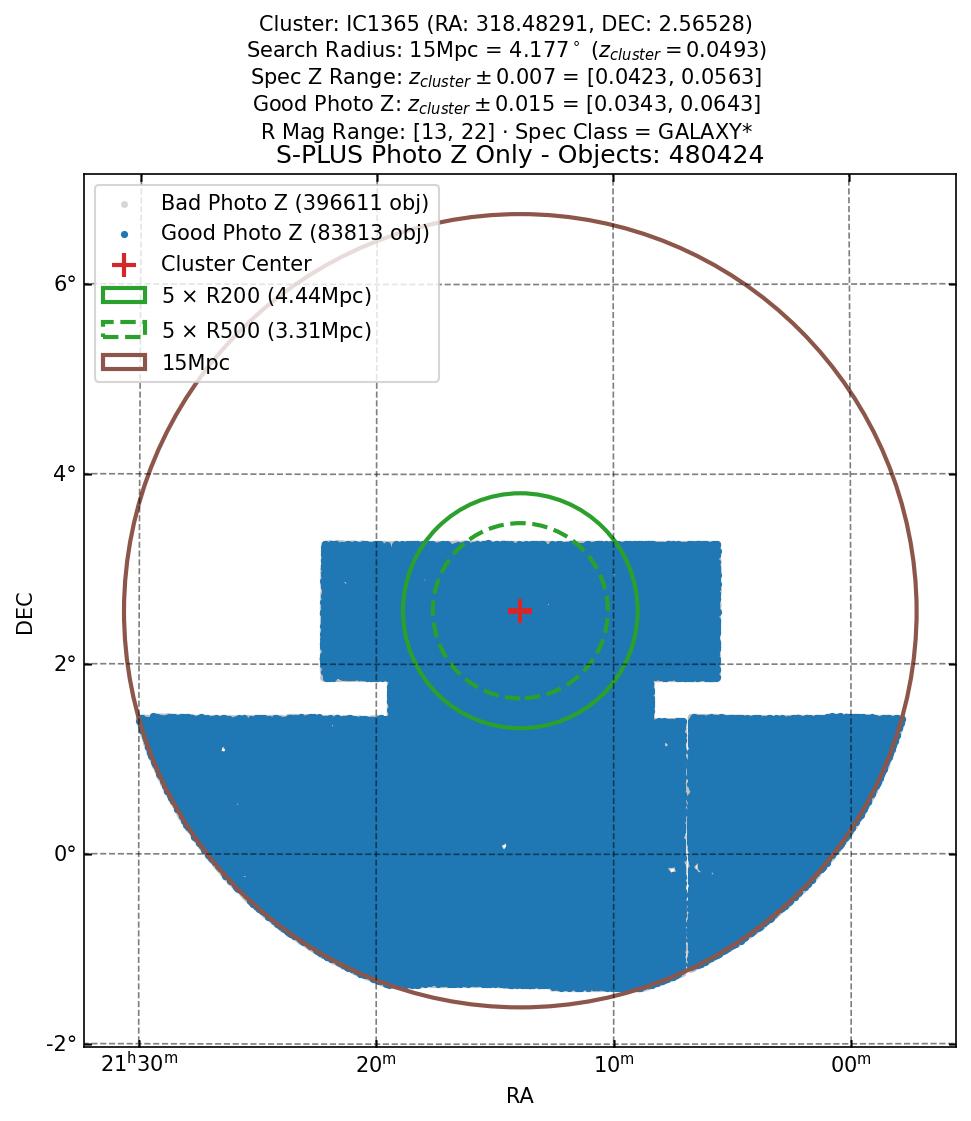 Cluster: IC1365 (RA: 318.48291, DEC: 2.56528)
Search Radius: 15Mpc = 4.177° (z_cluster = 0.0493)
Spec Z Range: z_cluster ± 0.007 = [0.0423, 0.0563]
Good Photo Z: z_cluster ± 0.015 = [0.0343, 0.0643]
R Mag Range: [13, 22] · Spec Class = GALAXY*
S-PLUS Photo Z Only - Objects: 480424
Bad Photo Z (396611 obj)
Good Photo Z (83813 obj)
Cluster Center
5 × R200 (4.44Mpc)
5 × R500 (3.31Mpc)
15Mpc
6°
4°
2°
0°
-2°
DEC
21ʰ30ᵐ 20ᵐ 10ᵐ 00ᵐ
RA